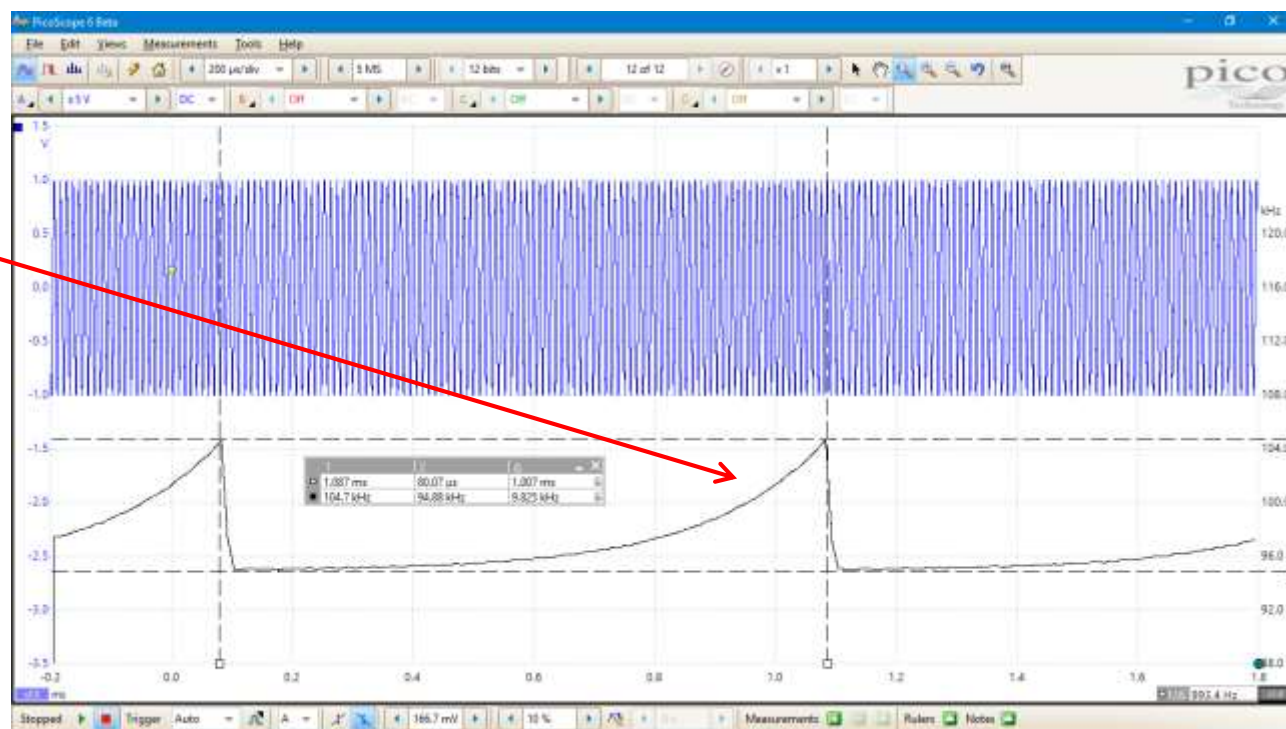 PicoScope 6 Beta
File Edit Views Measurements Tools Help
200 µs/div 5 MS 12 bits 12 of 12 x1
pico
Technology
A ±5 V DC B Off C Off D Off
1.5
V
1.0
0.5
0.0
-0.5
-1.0
-1.5
-2.0
-2.5
-3.0
-3.5
kHz
120.0
116.0
112.0
108.0
104.0
100.0
96.0
92.0
88.0
1.087 ms 80.07 µs 1.007 ms
104.7 kHz 94.88 kHz 9.825 kHz
-0.2 0.0 0.2 0.4 0.6 0.8 1.0 1.2 1.4 1.6 1.8
ms
993.4 Hz
Stopped Trigger Auto A 166.7 mV 10 % Measurements Rulers Notes